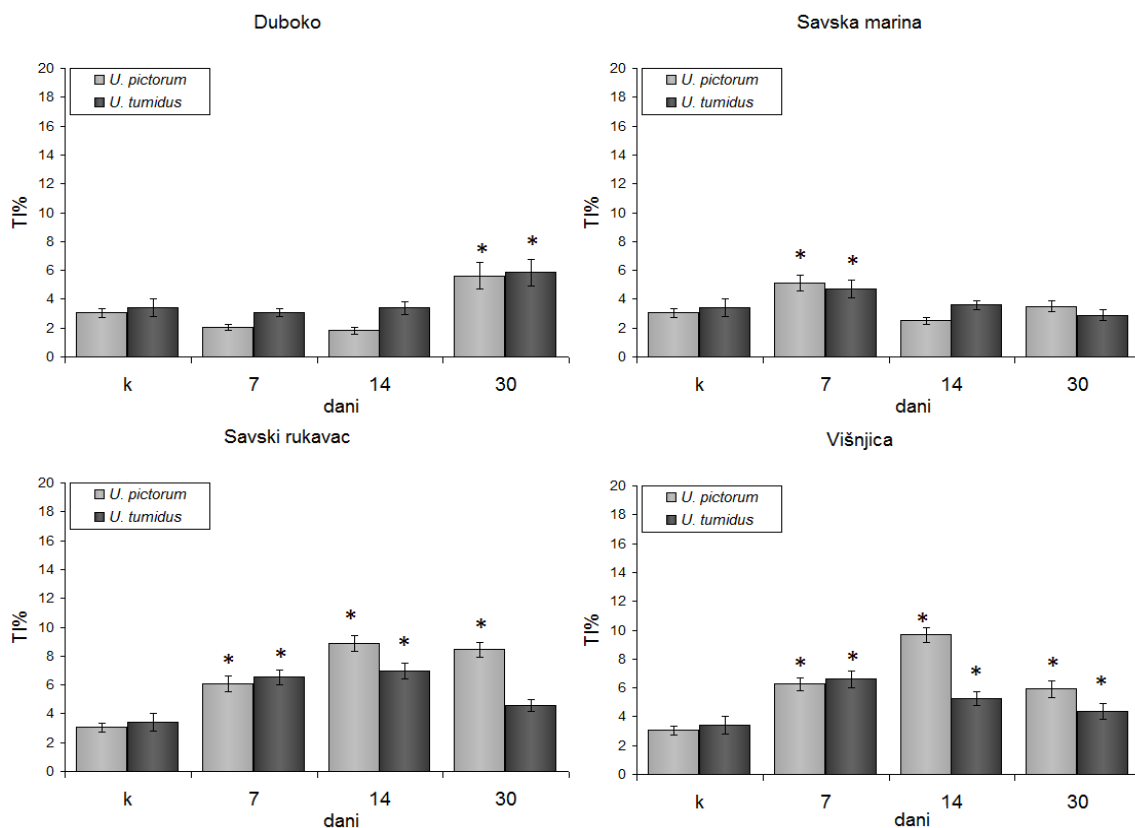 Duboko
20
18
16
14
12
10
8
6
4
2
0
TI%
U. pictorum
U. tumidus
* *
k 7 14 30
dani
Savska marina
20
18
16
14
12
10
8
6
4
2
0
TI%
U. pictorum
U. tumidus
* *
k 7 14 30
dani
Savski rukavac
20
18
16
14
12
10
8
6
4
2
0
TI%
U. pictorum
U. tumidus
* * * * *
k 7 14 30
dani
Višnjica
20
18
16
14
12
10
8
6
4
2
0
TI%
U. pictorum
U. tumidus
* * * * * *
k 7 14 30
dani